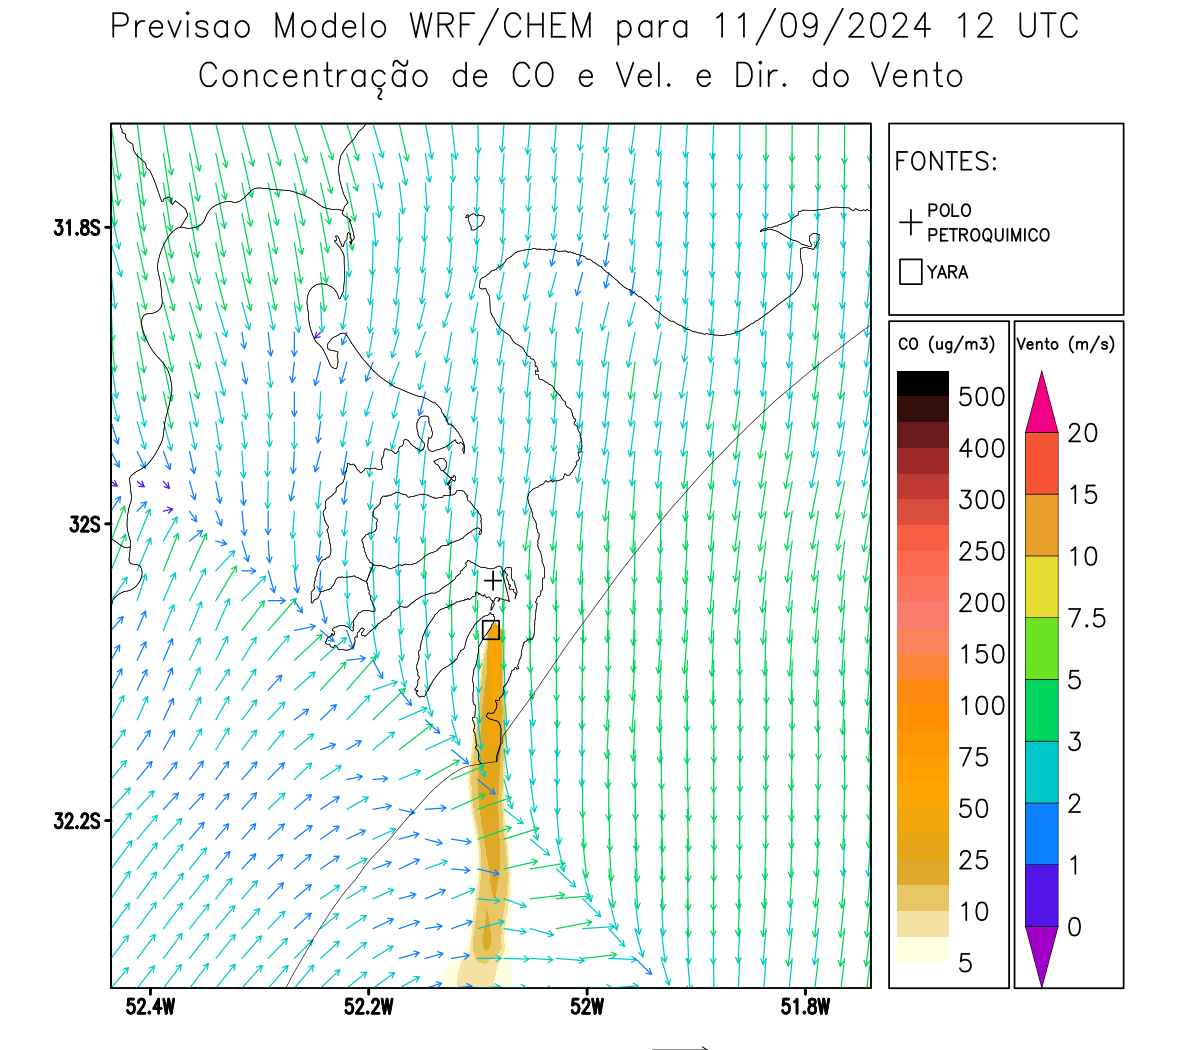 Previsao Modelo WRF/CHEM para 11/09/2024 12 UTC
Concentração de CO e Vel. e Dir. do Vento
FONTES:
POLO
PETROQUIMICO
YARA
CO (ug/m3)
500
400
300
250
200
150
100
75
50
25
10
5
Vento (m/s)
20
15
10
7.5
5
3
2
1
0
31.8S
32S
32.2S
52.4W
52.2W
52W
51.8W